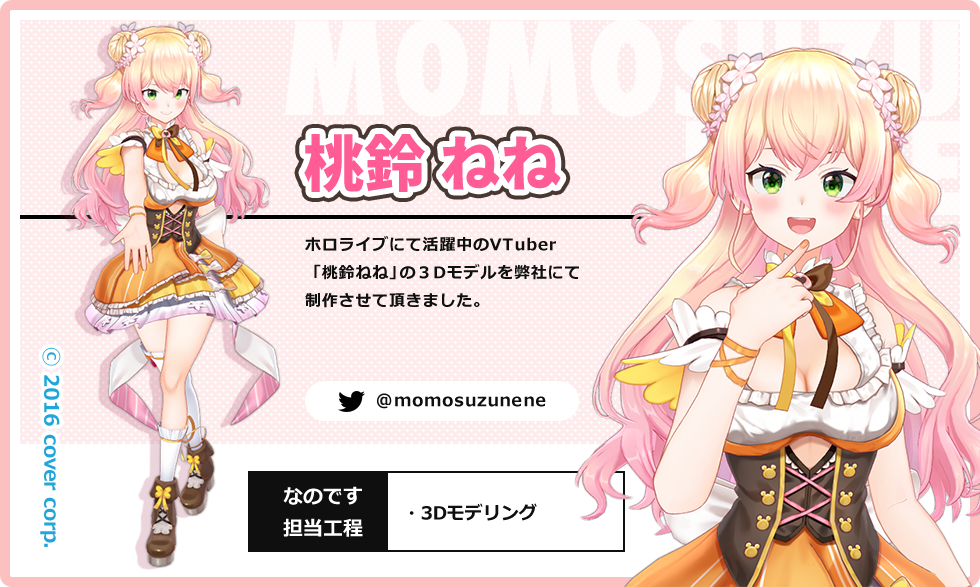 MOMOSUZU
桃鈴 ねね
ホロライブにて活躍中のVTuber
「桃鈴ねね」の３Dモデルを弊社にて
制作させて頂きました。
@momosuzunene
© 2016 cover corp.
なのです
担当工程
・3Dモデリング